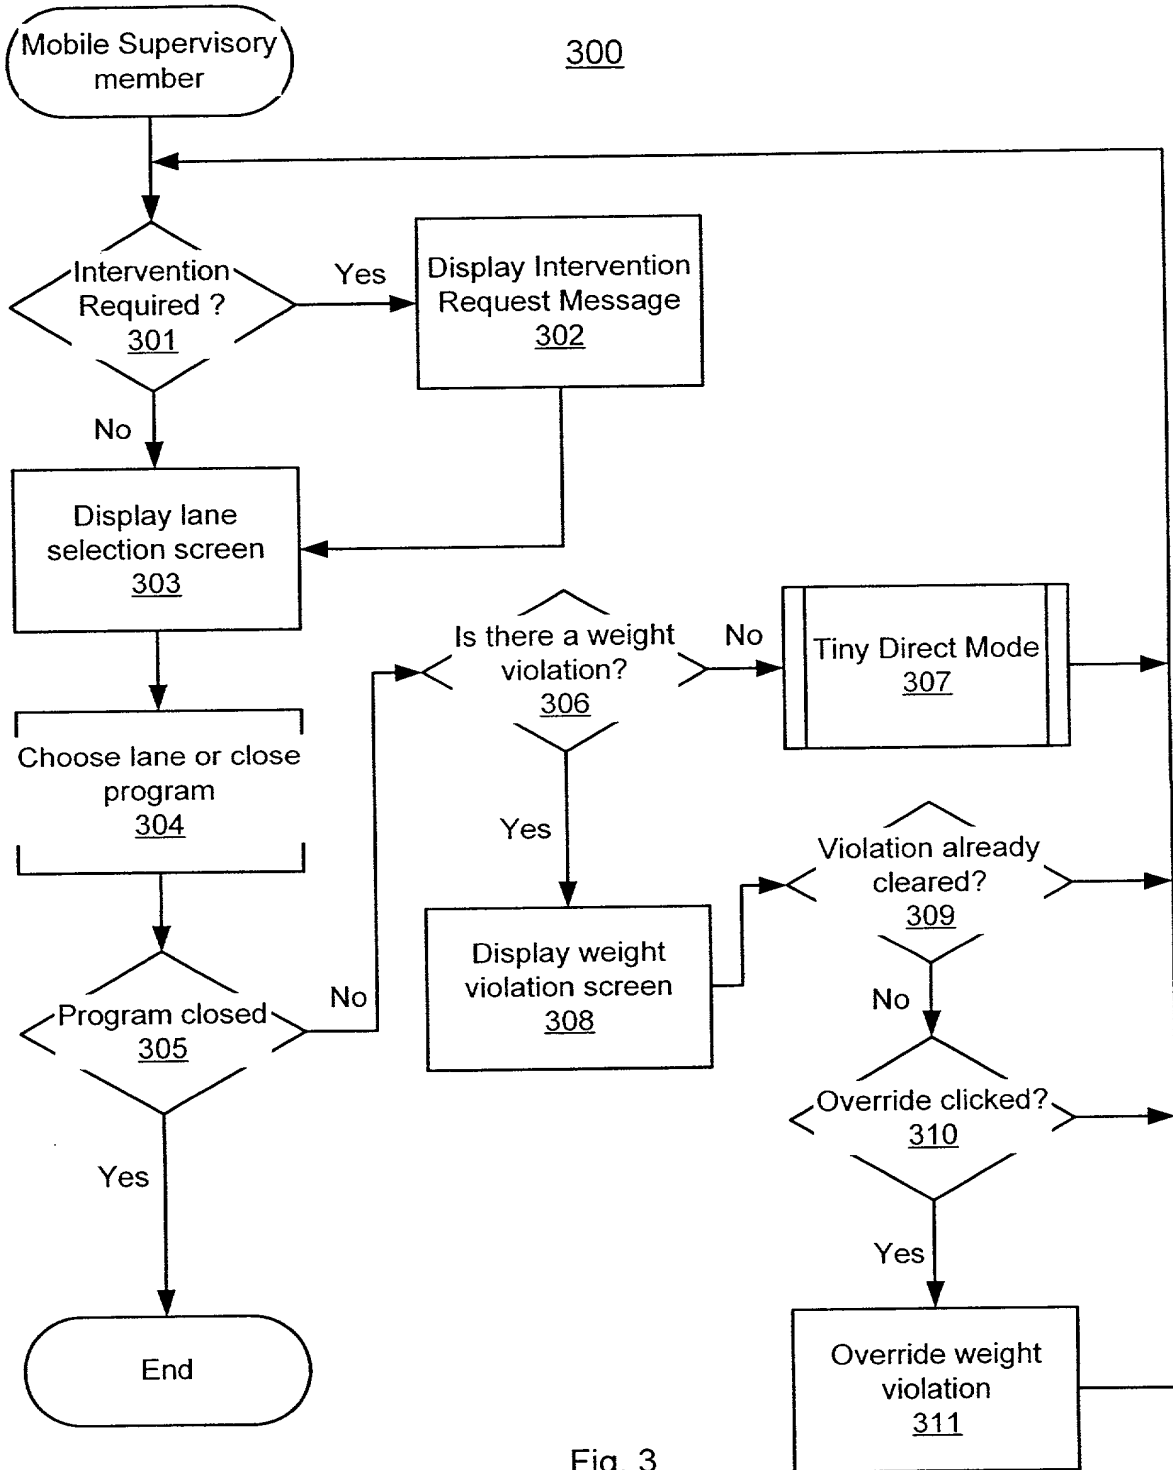 Mobile Supervisory
member
300
Intervention
Required ?
301
Yes
Display Intervention
Request Message
302
No
Display lane
selection screen
303
Choose lane or close
program
304
Program closed
305
No
Yes
End
Is there a weight
violation?
306
No
Tiny Direct Mode
307
Yes
Display weight
violation screen
308
Violation already
cleared?
309
No
Override clicked?
310
Yes
Override weight
violation
311
Fig. 3